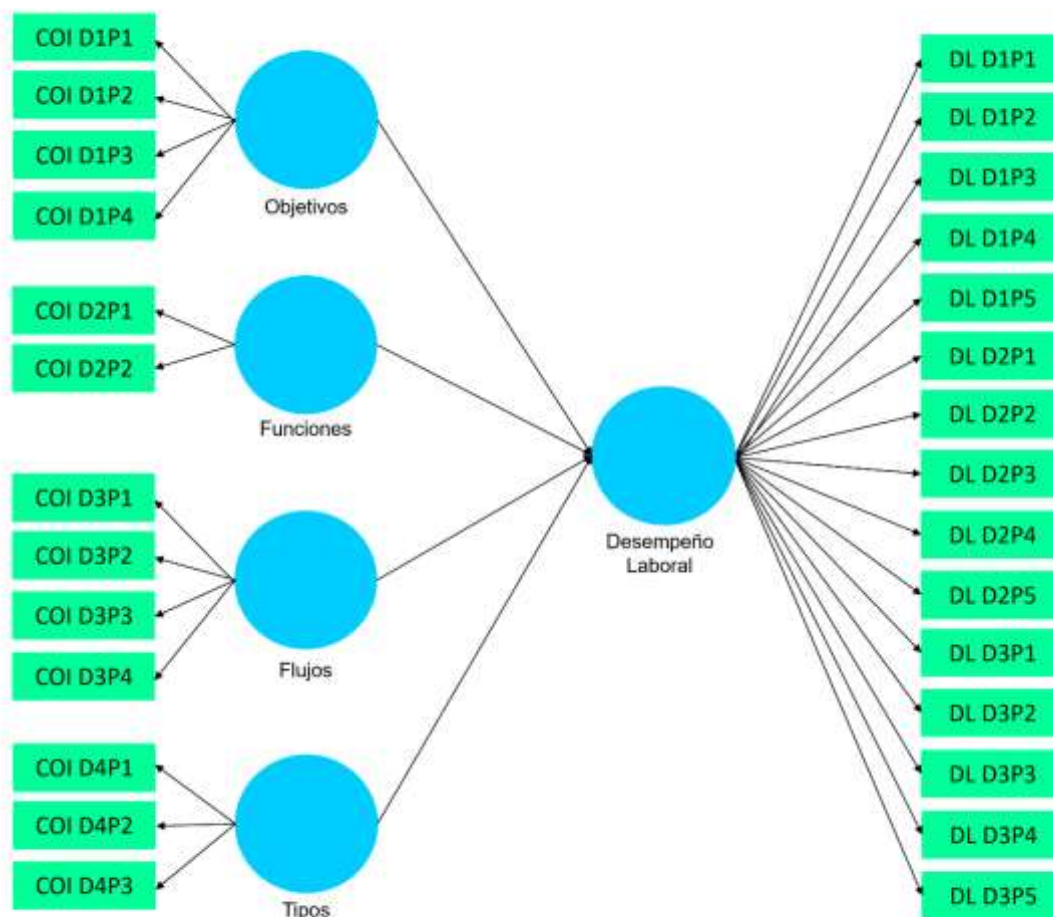 COI D1P1
COI D1P2
COI D1P3
COI D1P4
Objetivos
COI D2P1
COI D2P2
Funciones
COI D3P1
COI D3P2
COI D3P3
COI D3P4
Flujos
COI D4P1
COI D4P2
COI D4P3
Tipos
Desempeño
Laboral
DL D1P1
DL D1P2
DL D1P3
DL D1P4
DL D1P5
DL D2P1
DL D2P2
DL D2P3
DL D2P4
DL D2P5
DL D3P1
DL D3P2
DL D3P3
DL D3P4
DL D3P5